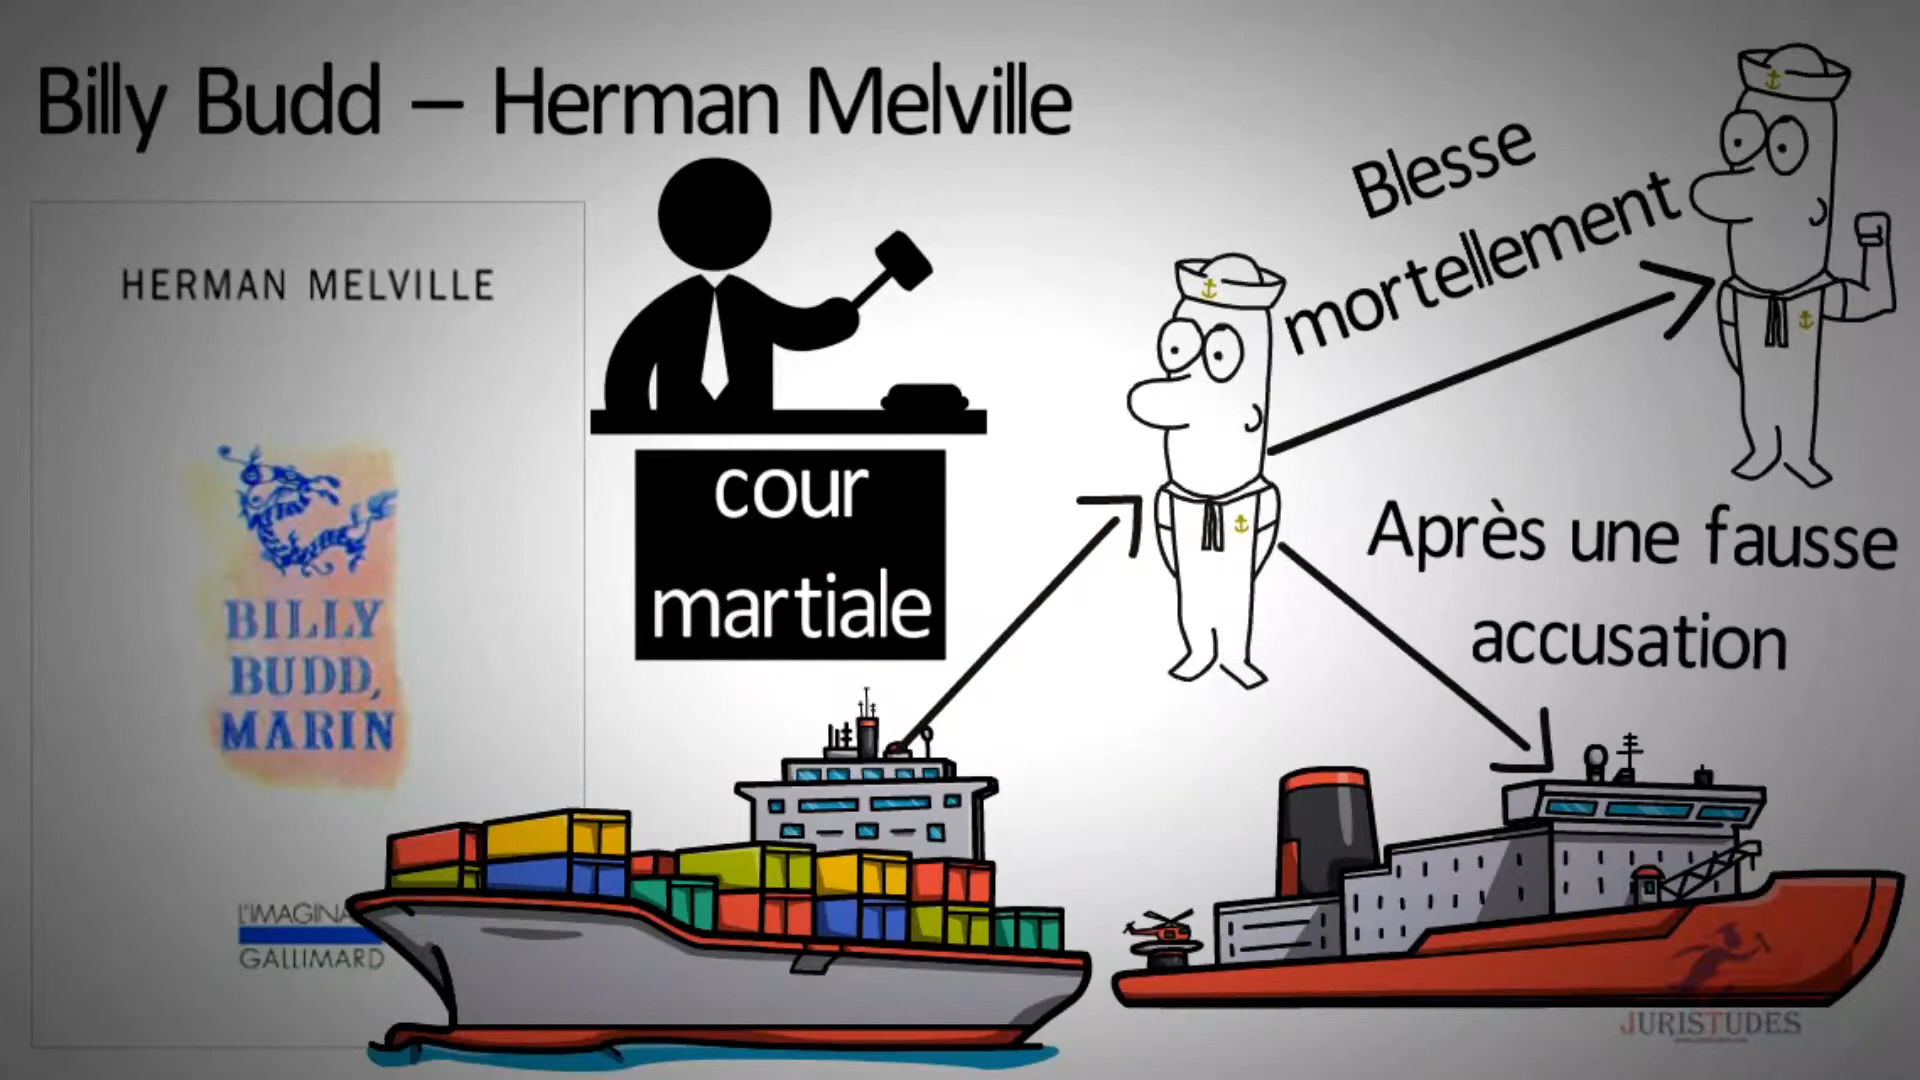 Billy Budd – Herman Melville
HERMAN MELVILLE
BILLY
BUDD,
MARIN
L'IMAGINA
GALLIMARD
cour
martiale
Blesse
mortellement
Après une fausse
accusation
JURISTUDES